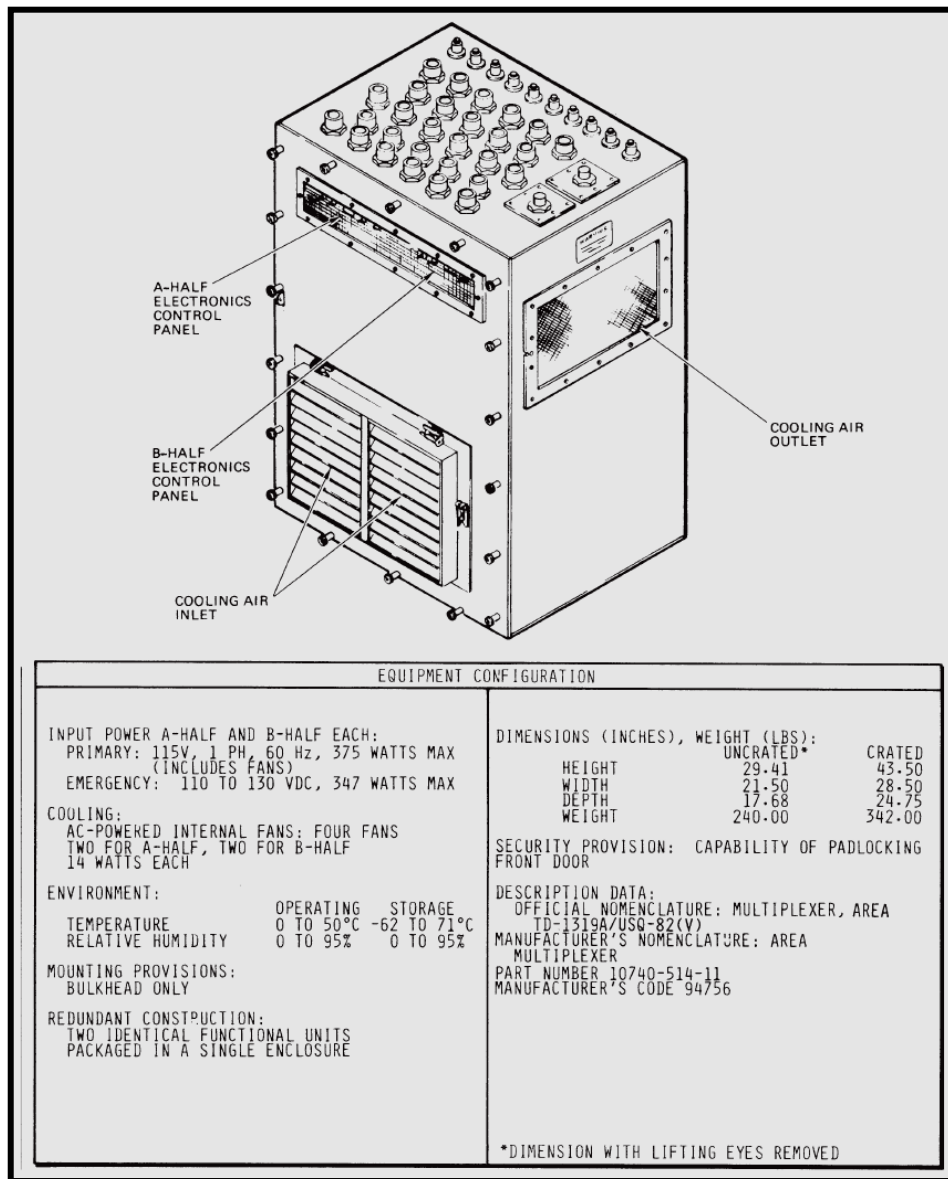 A-HALF
ELECTRONICS
CONTROL
PANEL
B-HALF
ELECTRONICS
CONTROL
PANEL
COOLING AIR
OUTLET
COOLING AIR
INLET
EQUIPMENT CONFIGURATION
INPUT POWER A-HALF AND B-HALF EACH:
PRIMARY: 115V, 1 PH, 60 Hz, 375 WATTS MAX
(INCLUDES FANS)
EMERGENCY: 110 TO 130 VDC, 347 WATTS MAX
COOLING:
AC-POWERED INTERNAL FANS: FOUR FANS
TWO FOR A-HALF, TWO FOR B-HALF
14 WATTS EACH
ENVIRONMENT:
OPERATING STORAGE
TEMPERATURE 0 TO 50°C -62 TO 71°C
RELATIVE HUMIDITY 0 TO 95% 0 TO 95%
MOUNTING PROVISIONS:
BULKHEAD ONLY
REDUNDANT CONSTRUCTION:
TWO IDENTICAL FUNCTIONAL UNITS
PACKAGED IN A SINGLE ENCLOSURE
DIMENSIONS (INCHES), WEIGHT (LBS):
UNCRATED* CRATED
HEIGHT 29.41 43.50
WIDTH 21.50 28.50
DEPTH 17.68 24.75
WEIGHT 240.00 342.00
SECURITY PROVISION: CAPABILITY OF PADLOCKING
FRONT DOOR
DESCRIPTION DATA:
OFFICIAL NOMENCLATURE: MULTIPLEXER, AREA
TD-1319A/USQ-82(V)
MANUFACTURER'S NOMENCLATURE: AREA
MULTIPLEXER
PART NUMBER 10740-514-11
MANUFACTURER'S CODE 94756
*DIMENSION WITH LIFTING EYES REMOVED